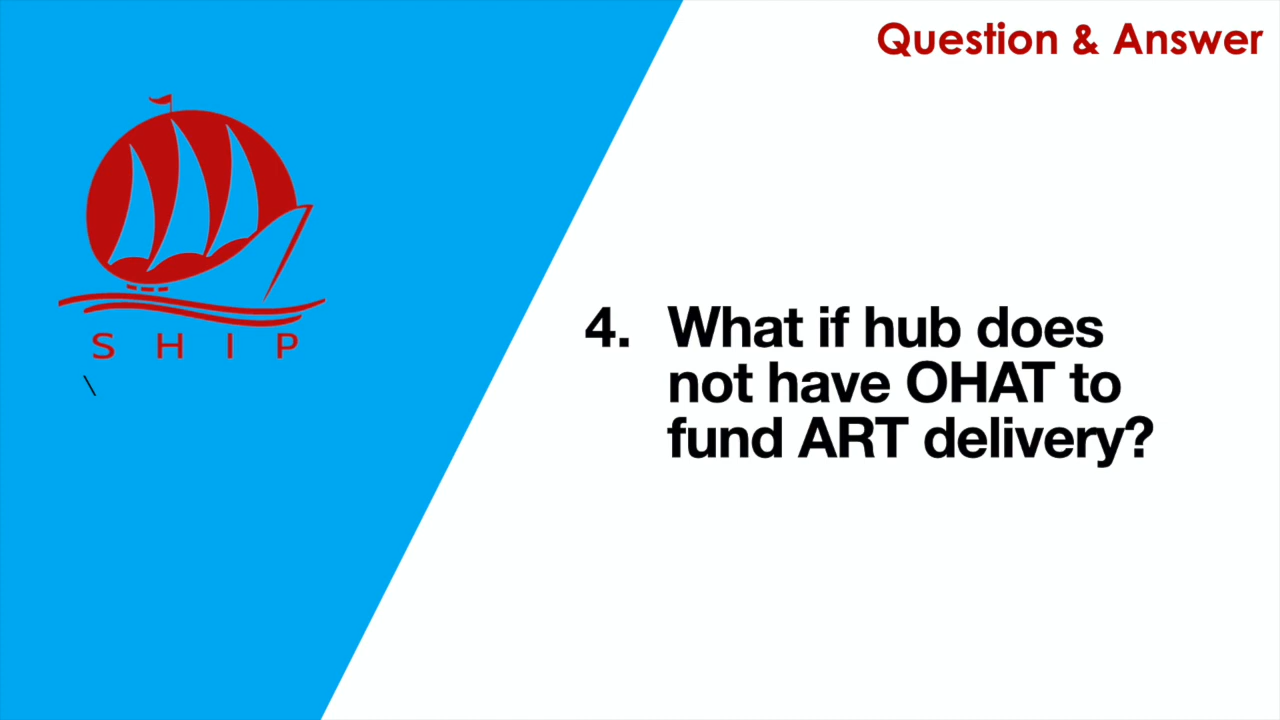 Question & Answer
S H I P
\
4. What if hub does
not have OHAT to
fund ART delivery?